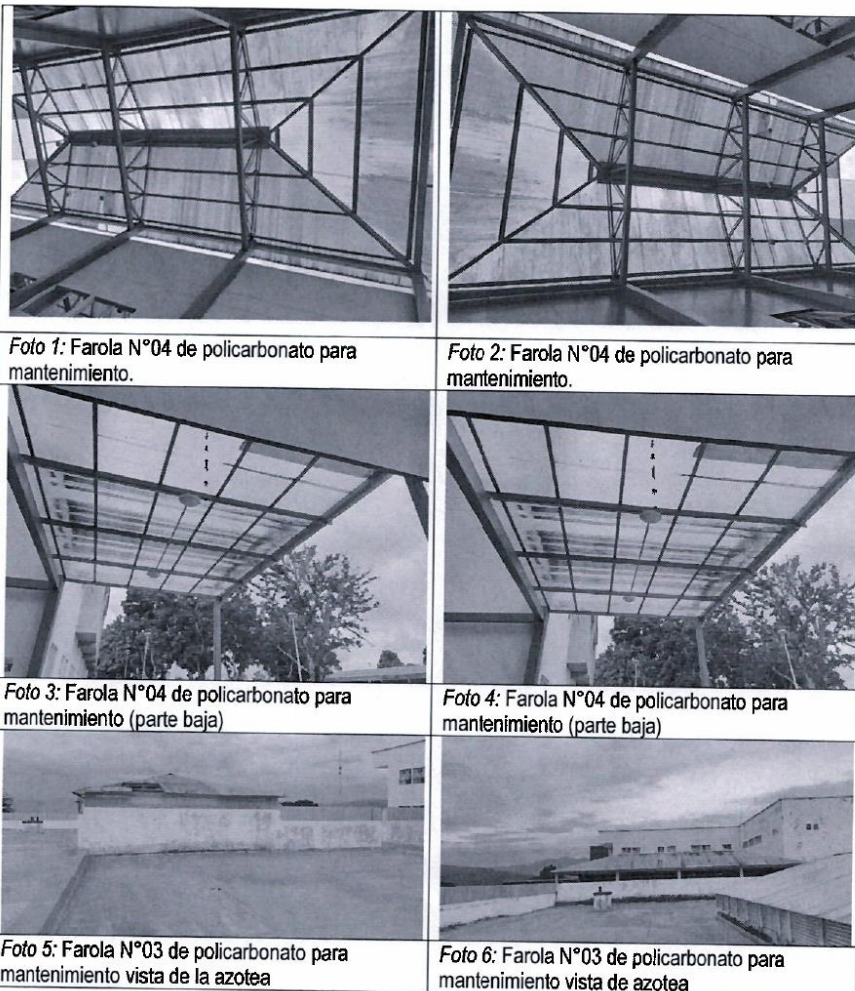 Foto 1: Farola N°04 de policarbonato para
mantenimiento.
Foto 2: Farola N°04 de policarbonato para
mantenimiento.
Foto 3: Farola N°04 de policarbonato para
mantenimiento (parte baja)
Foto 4: Farola N°04 de policarbonato para
mantenimiento (parte baja)
Foto 5: Farola N°03 de policarbonato para
mantenimiento vista de la azotea
Foto 6: Farola N°03 de policarbonato para
mantenimiento vista de azotea